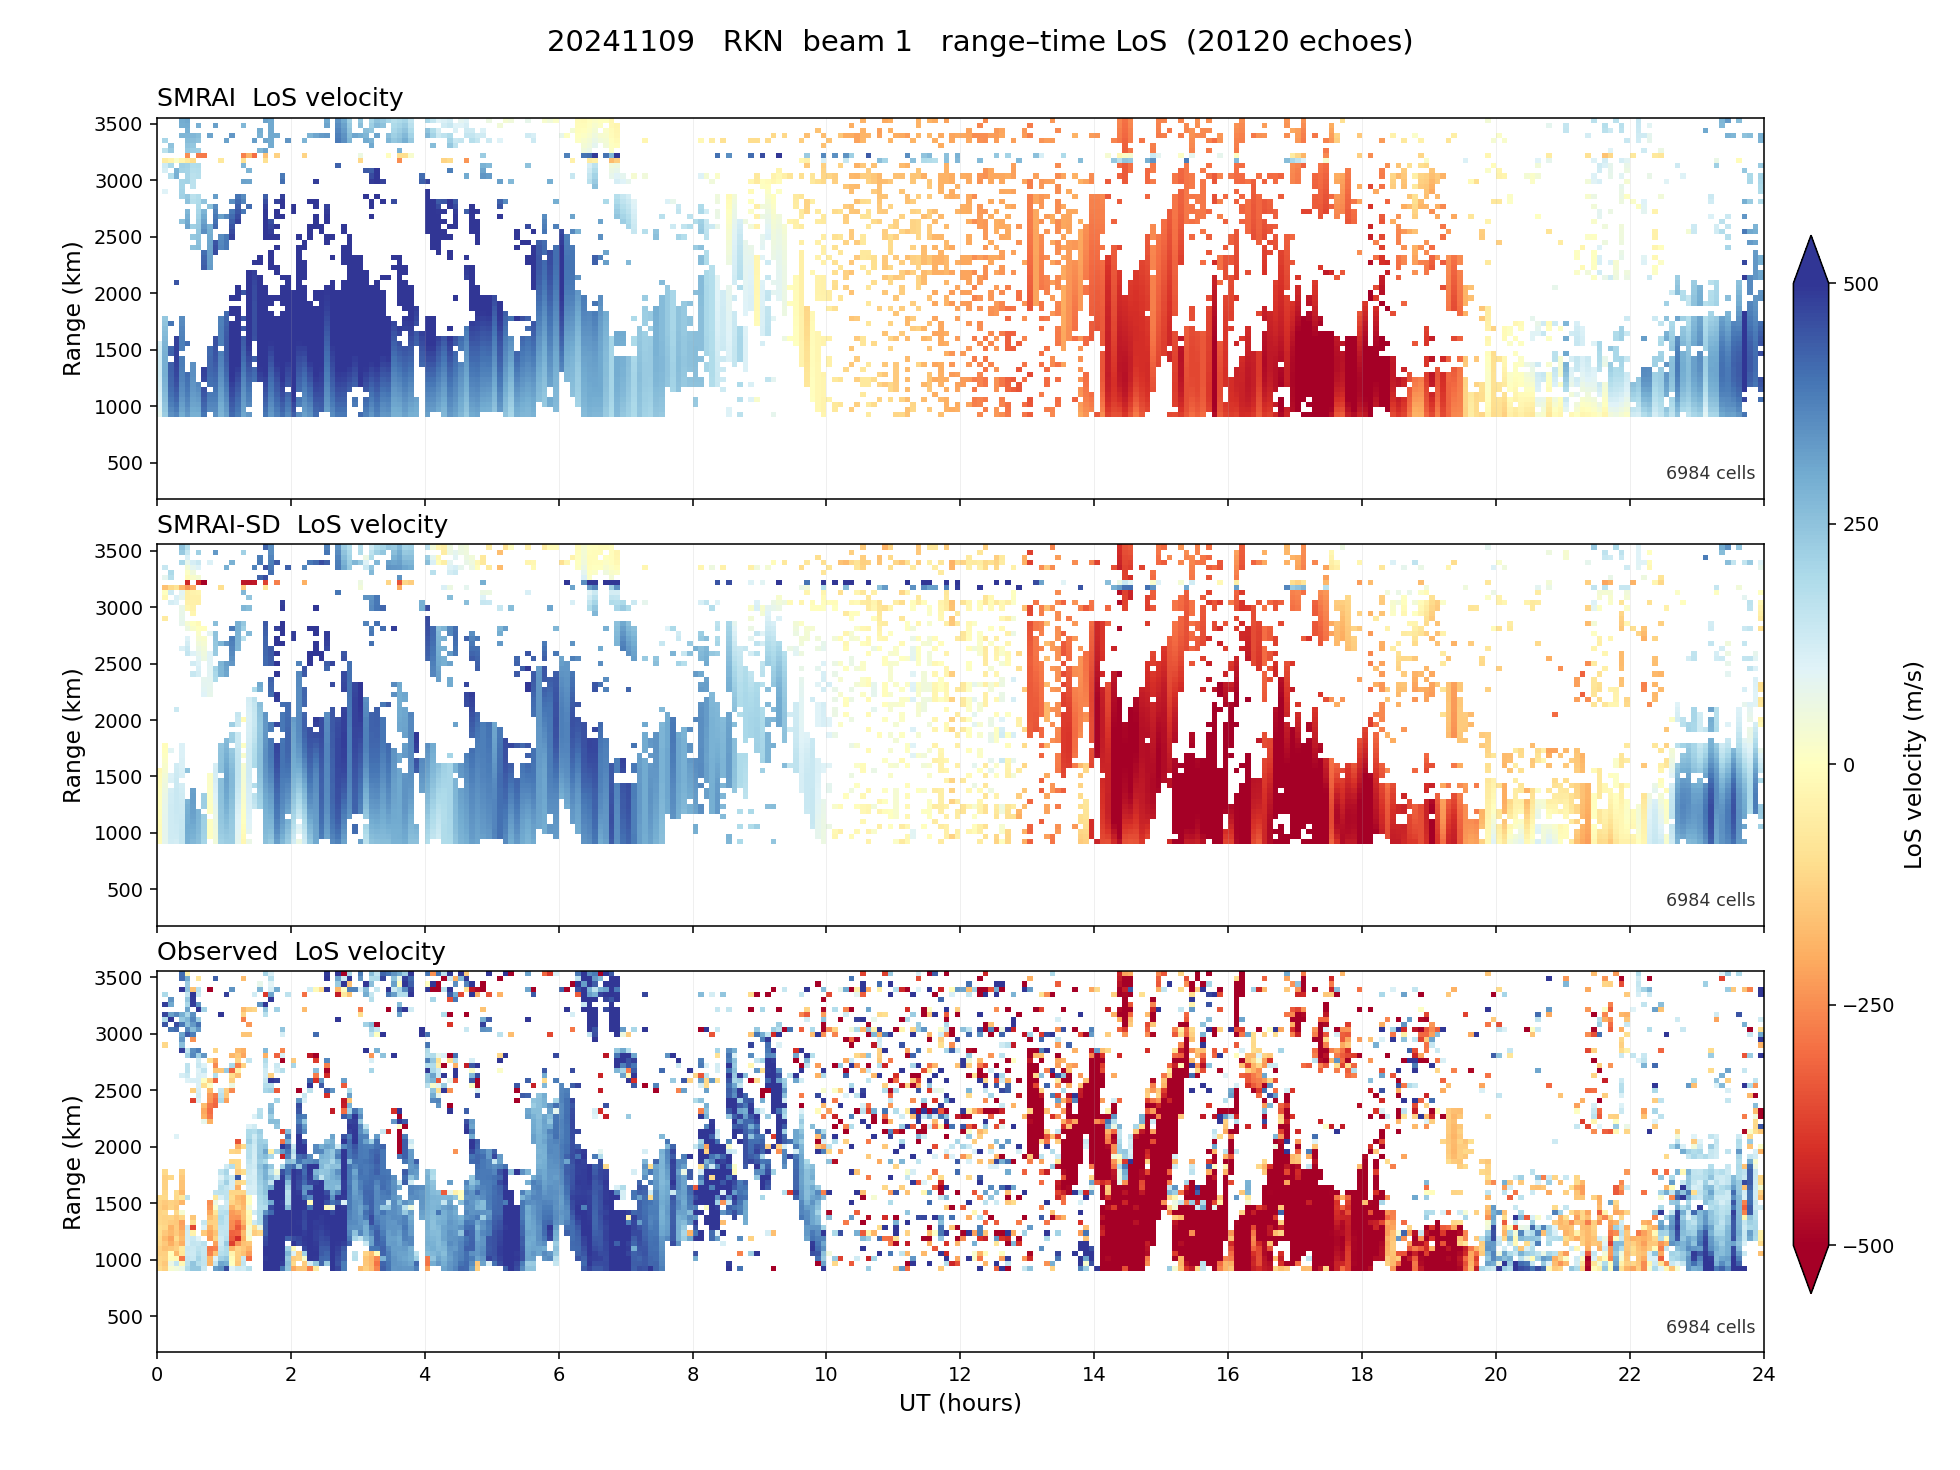 20241109   RKN  beam 1   range–time LoS  (20120 echoes)
SMRAI  LoS velocity
3500
3000
2500
2000
1500
1000
500
Range (km)
6984 cells
SMRAI-SD  LoS velocity
3500
3000
2500
2000
1500
1000
500
Range (km)
6984 cells
Observed  LoS velocity
3500
3000
2500
2000
1500
1000
500
Range (km)
6984 cells
0 2 4 6 8 10 12 14 16 18 20 22 24
UT (hours)
500
250
0
−250
−500
LoS velocity (m/s)